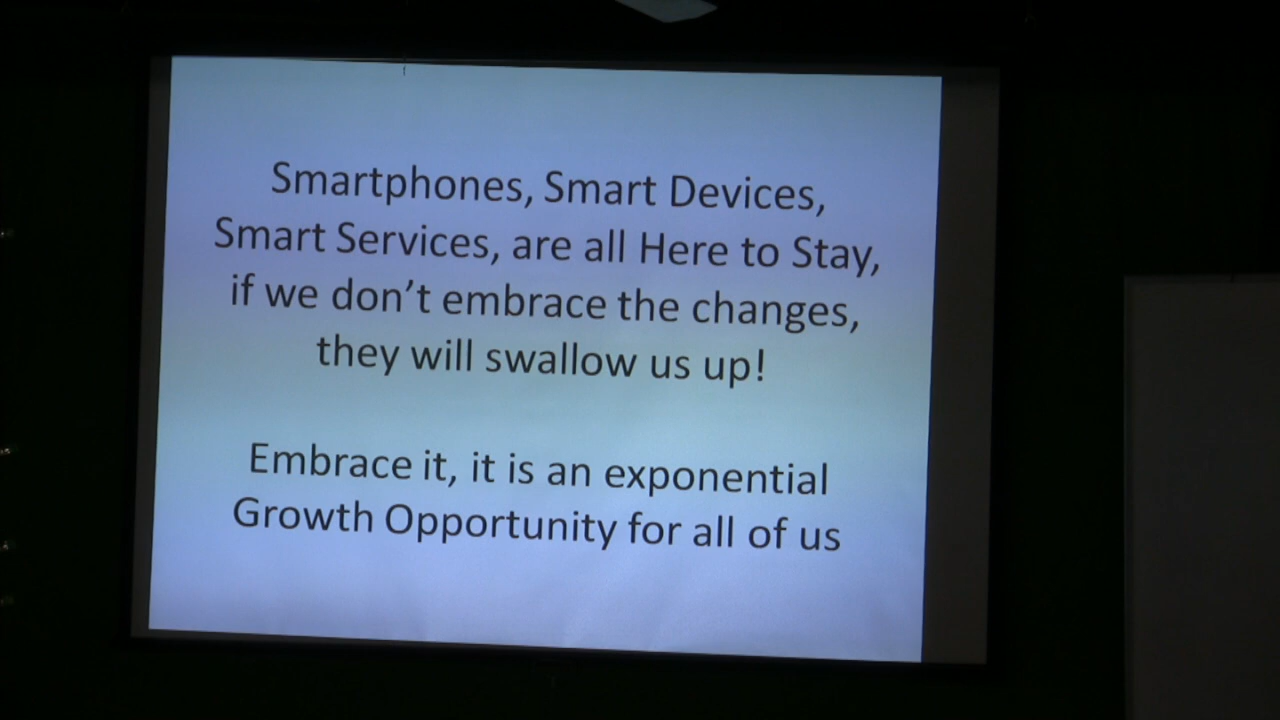 Smartphones, Smart Devices,
Smart Services, are all Here to Stay,
if we don’t embrace the changes,
they will swallow us up!
Embrace it, it is an exponential
Growth Opportunity for all of us